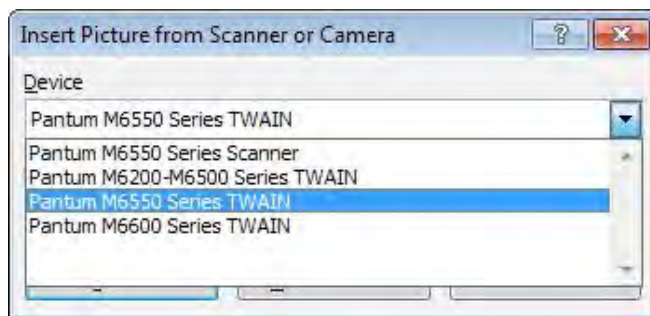 Insert Picture from Scanner or Camera
Device
Pantum M6550 Series TWAIN
Pantum M6550 Series Scanner
Pantum M6200-M6500 Series TWAIN
Pantum M6550 Series TWAIN
Pantum M6600 Series TWAIN